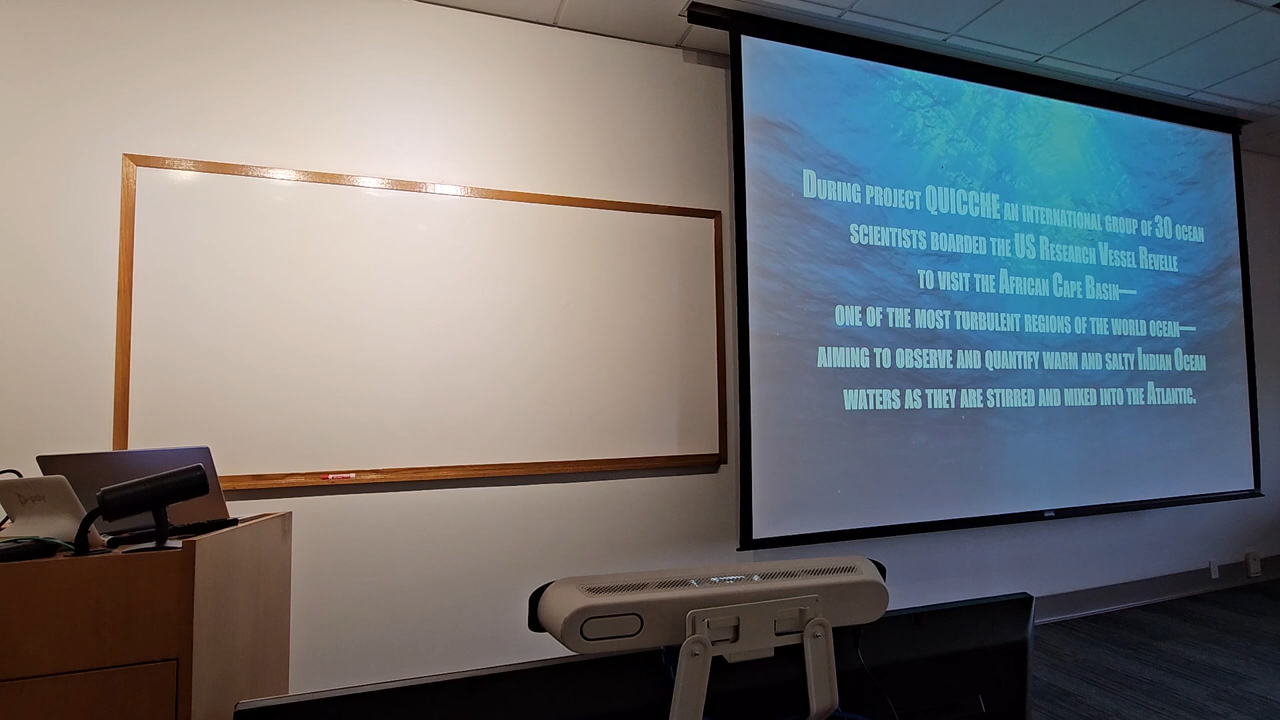 DURING PROJECT QUICCHE AN INTERNATIONAL GROUP OF 30 OCEAN
SCIENTISTS BOARDED THE US RESEARCH VESSEL REVELLE
TO VISIT THE AFRICAN CAPE BASIN—
ONE OF THE MOST TURBULENT REGIONS OF THE WORLD OCEAN—
AIMING TO OBSERVE AND QUANTIFY WARM AND SALTY INDIAN OCEAN
WATERS AS THEY ARE STIRRED AND MIXED INTO THE ATLANTIC.
poly